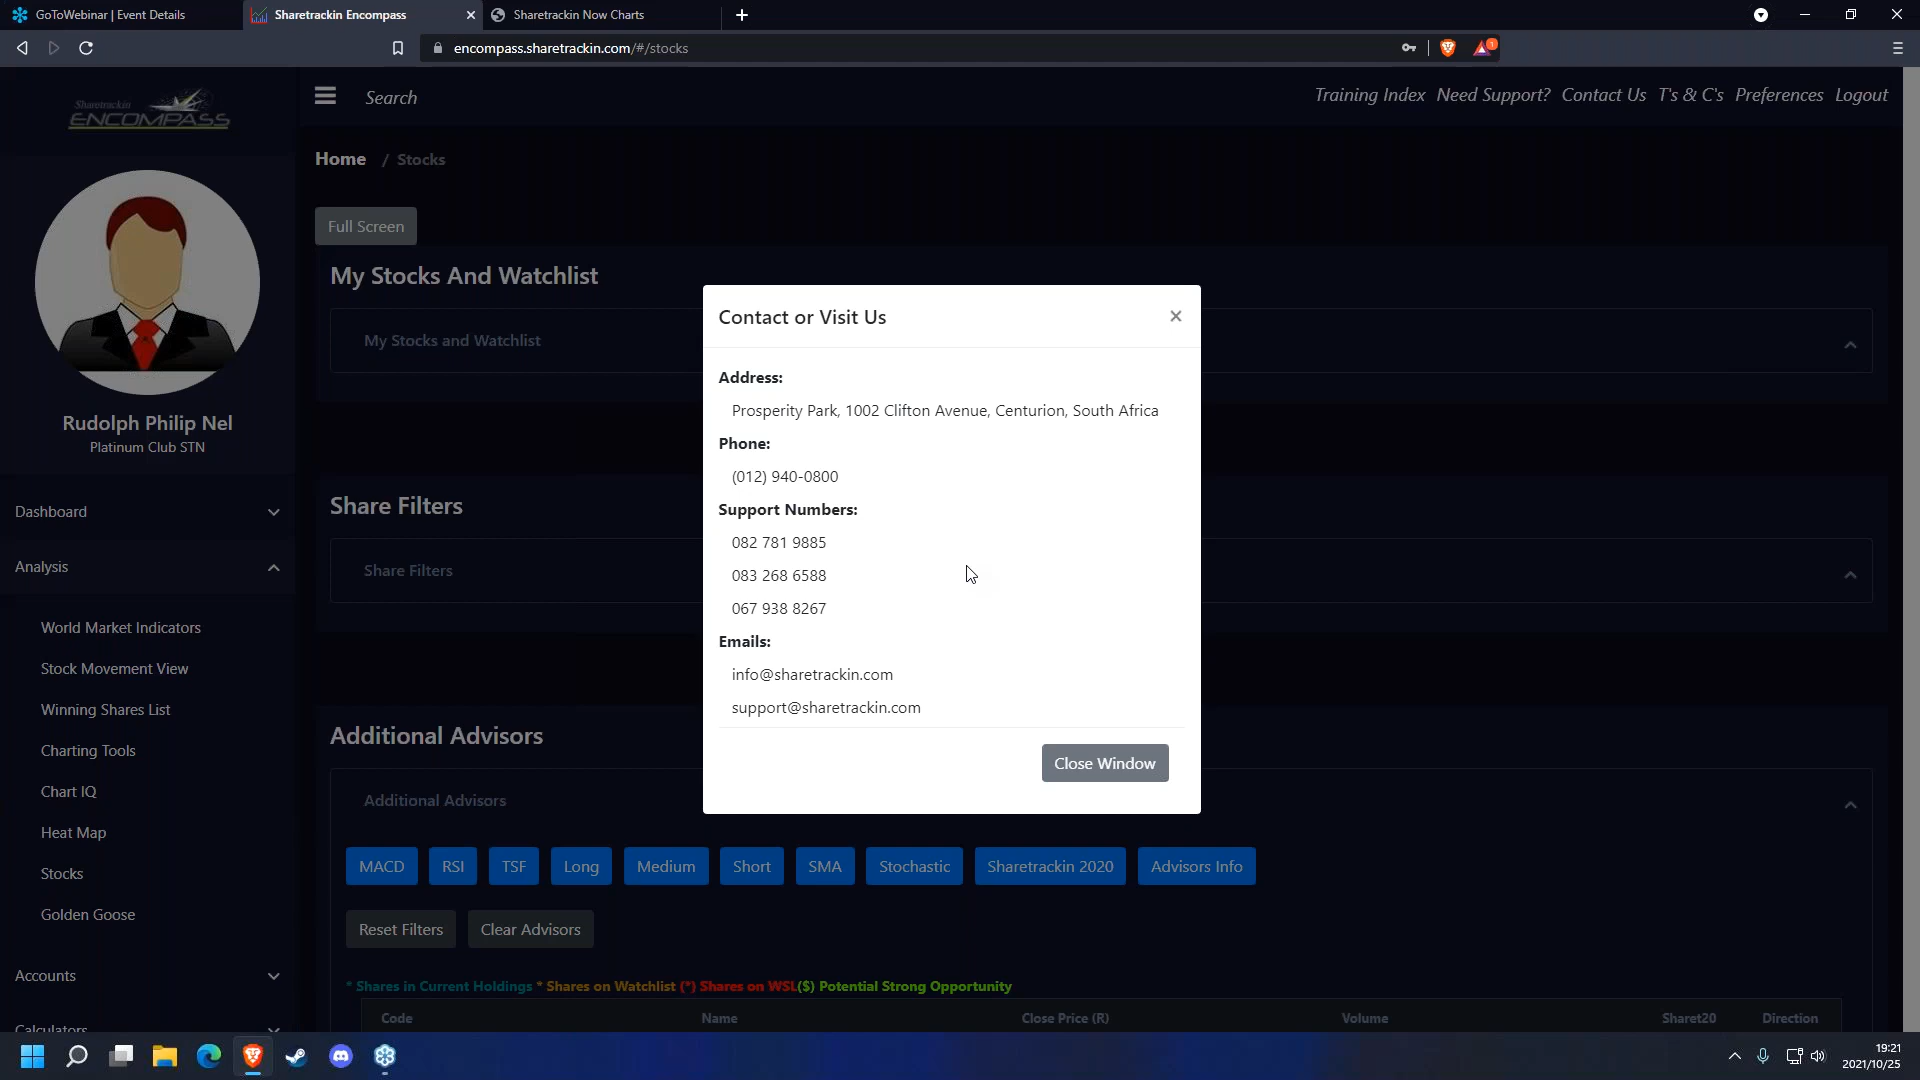 GoToWebinar | Event Details
Sharetrackin Encompass
Sharetrackin Now Charts
encompass.sharetrackin.com/#/stocks
1
Sharetrackin
ENCOMPASS
Search
Training Index Need Support? Contact Us T's & C's Preferences Logout
Home / Stocks
Full Screen
My Stocks And Watchlist
My Stocks and Watchlist
Rudolph Philip Nel
Platinum Club STN
Dashboard
Analysis
World Market Indicators
Stock Movement View
Winning Shares List
Charting Tools
Chart IQ
Heat Map
Stocks
Golden Goose
Accounts
Calculators
Share Filters
Share Filters
Contact or Visit Us
Address:
Prosperity Park, 1002 Clifton Avenue, Centurion, South Africa
Phone:
(012) 940-0800
Support Numbers:
082 781 9885
083 268 6588
067 938 8267
Emails:
info@sharetrackin.com
support@sharetrackin.com
Close Window
Additional Advisors
Additional Advisors
MACD RSI TSF Long Medium Short SMA Stochastic Sharetrackin 2020 Advisors Info
Reset Filters Clear Advisors
* Shares in Current Holdings * Shares on Watchlist (*) Shares on WSL($) Potential Strong Opportunity
Code Name Close Price (R) Volume Sharet20 Direction
19:21
2021/10/25